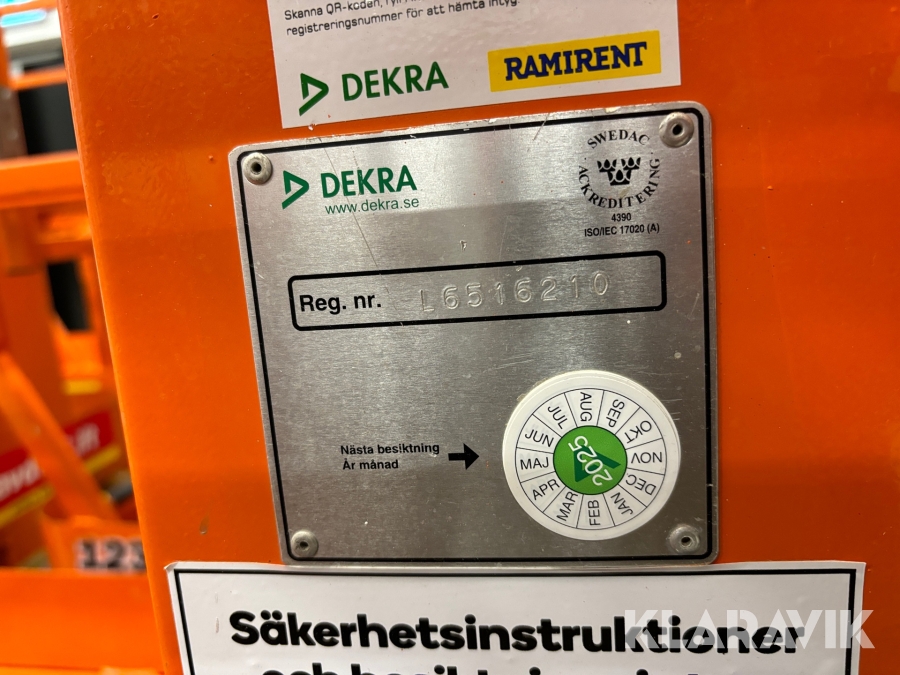 Skanna QR-koden, fyll i
registreringsnummer för att hämta intyg.
DEKRA
RAMIRENT
DEKRA
www.dekra.se
SWEDAC
ACKREDITERING
4390
ISO/IEC 17020 (A)
Reg. nr. L6516210
Nästa besiktning
År månad
2025
JAN
FEB
MAR
APR
MAJ
JUN
JUL
AUG
SEP
OKT
NOV
DEC
123
Säkerhetsinstruktioner
KLARAVIK